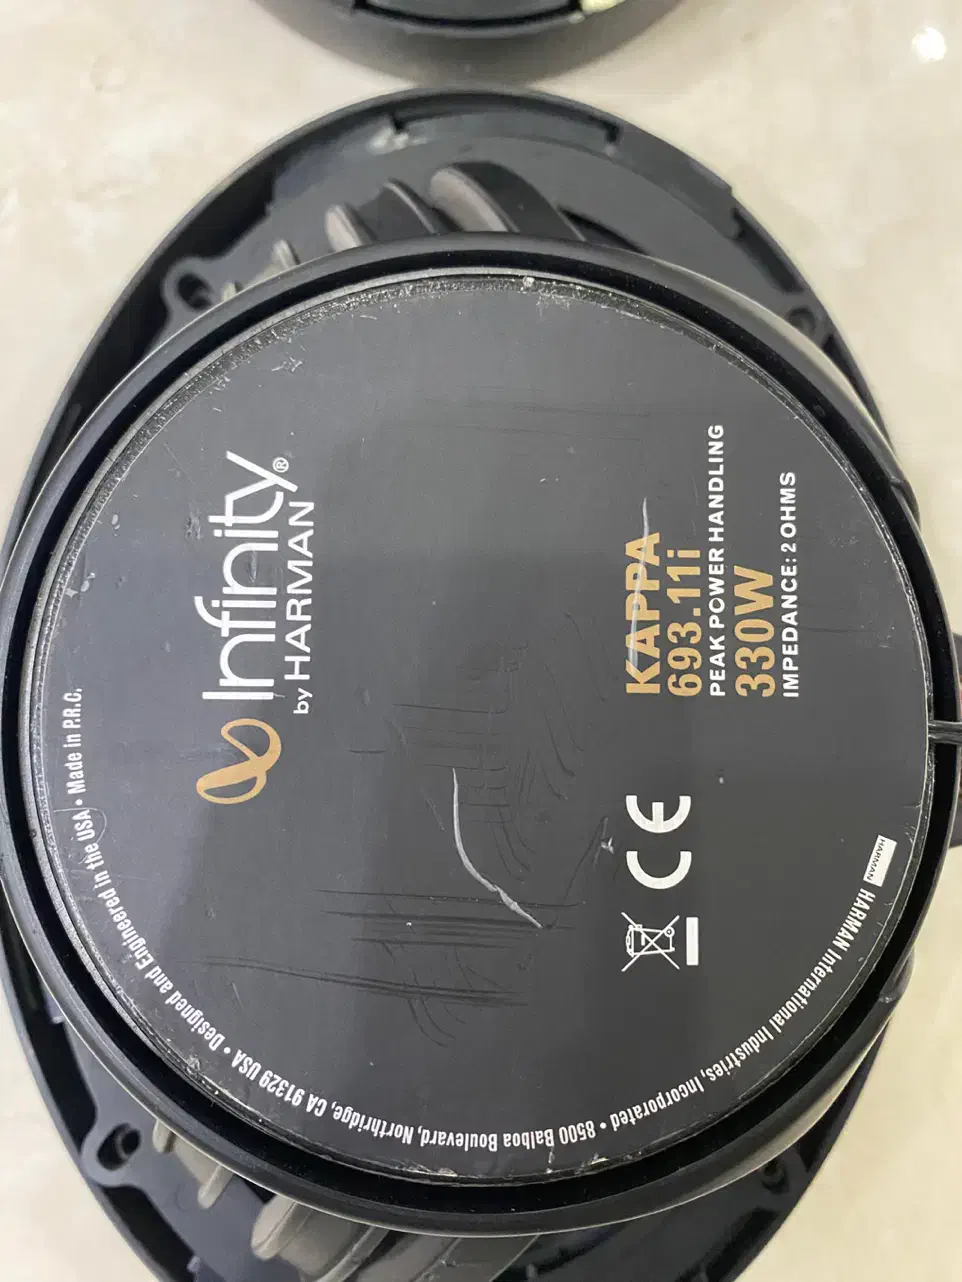 Infinity®
by HARMAN
KAPPA
693.11i
PEAK POWER HANDLING
330W
IMPEDANCE: 2 OHMS
CE
HARMAN
HARMAN International Industries, Incorporated • 8500 Balboa Boulevard, Northridge, CA 91329 USA • Designed and Engineered in the USA • Made in P.R.C.